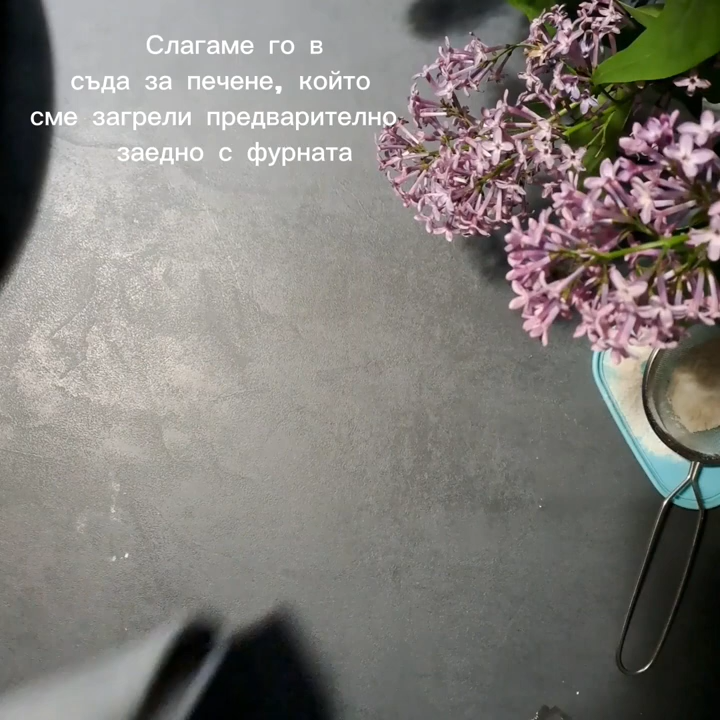 Слагаме го в
съда за печене, който
сме загрели предварително
заедно с фурната